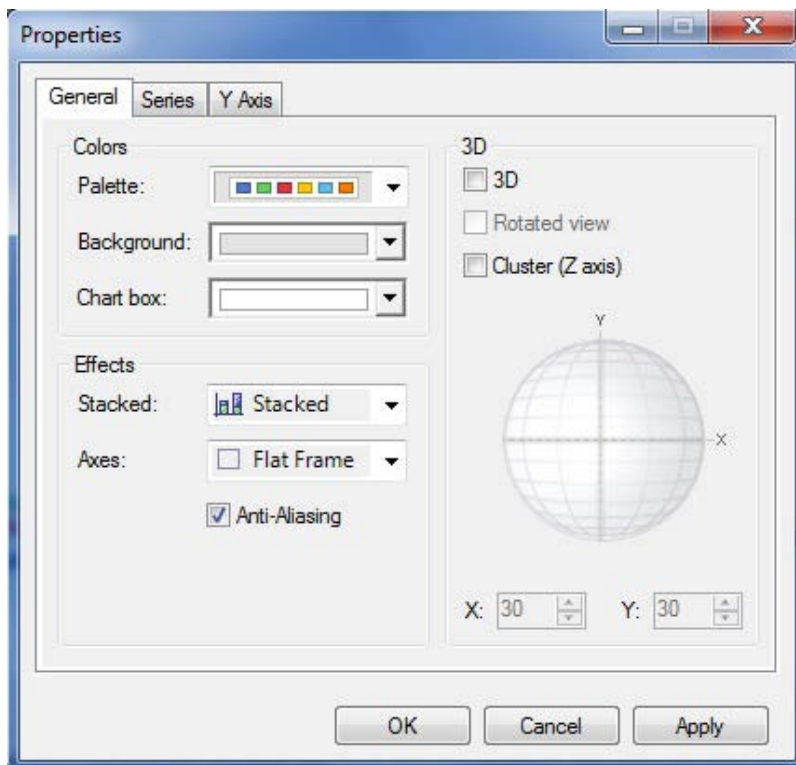 Properties
General Series Y Axis
Colors
Palette:
Background:
Chart box:
Effects
Stacked: Stacked
Axes: Flat Frame
Anti-Aliasing
3D
3D
Rotated view
Cluster (Z axis)
Y
X
X: 30 Y: 30
OK Cancel Apply